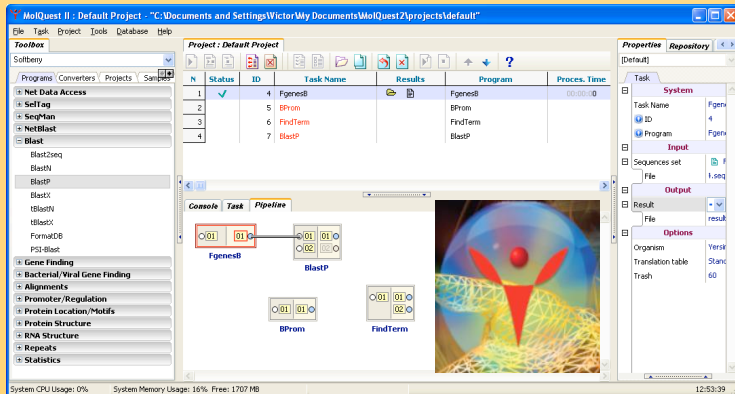 MolQuest II : Default Project - "C:\Documents and Settings\Victor\My Documents\MolQuest2\projects\default"
File Task Project Tools Database Help
Toolbox
Project : Default Project
Properties Repository
Softberry
[Default]
Programs Converters Projects Samples
Task
N Status ID Task Name Results Program Proces. Time
1 4 FgenesB FgenesB 00:00:00
2 5 BProm BProm
3 6 FindTerm FindTerm
4 7 BlastP BlastP
Net Data Access
SelTag
SeqMan
NetBlast
Blast
Blast2seq
BlastN
BlastP
BlastX
tBlastN
tBlastX
FormatDB
PSI-Blast
Gene Finding
Bacterial/Viral Gene Finding
Alignments
Promoter/Regulation
Protein Location/Motifs
Protein Structure
RNA Structure
Repeats
Statistics
Console Task Pipeline
01 01
FgenesB
01 01
02 02
BlastP
01 01
BProm
01 01
02
FindTerm
System
Task Name Fgen
ID 4
Program Fgen
Input
Sequences set F
File t.seq
Output
Result =
File result
Options
Organism Yersi
Translation table Stand
Trash 60
System CPU Usage: 0% System Memory Usage: 16% Free: 1707 MB 12:53:39